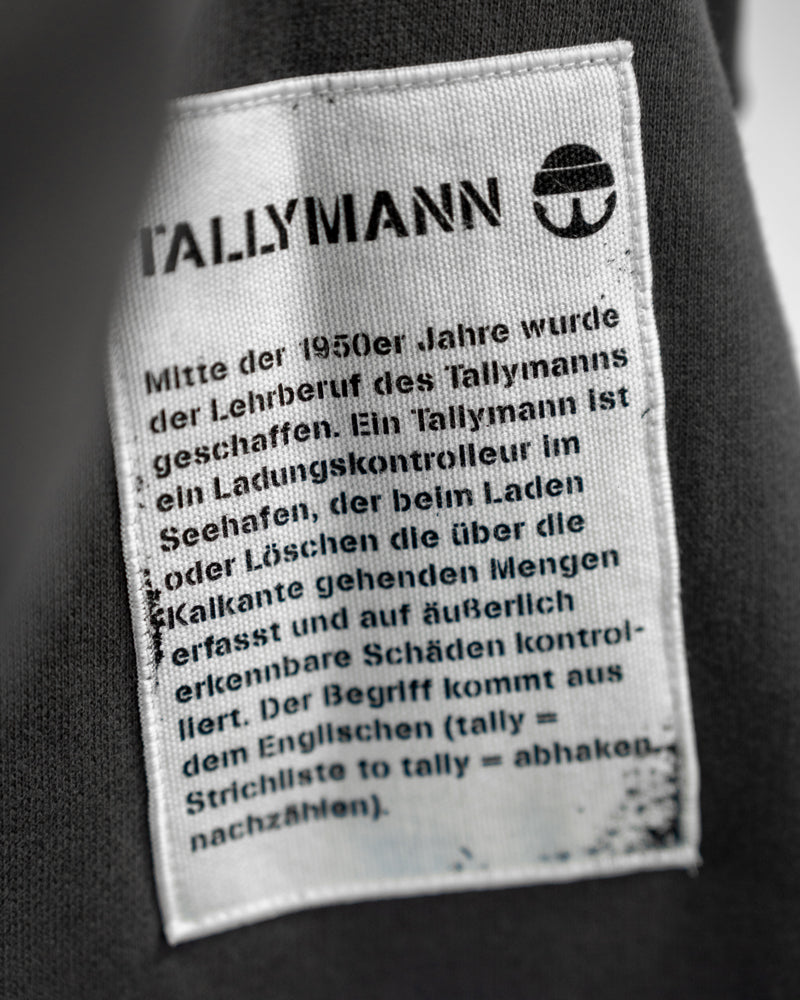 TALLYMANN
Mitte der 1950er Jahre wurde
der Lehrberuf des Tallymanns
geschaffen. Ein Tallymann ist
ein Ladungskontrolleur im
Seehafen, der beim Laden
oder Löschen die über die
Kaikante gehenden Mengen
erfasst und auf äußerlich
erkennbare Schäden kontrol-
liert. Der Begriff kommt aus
dem Englischen (tally =
Strichliste to tally = abhaken
nachzählen).